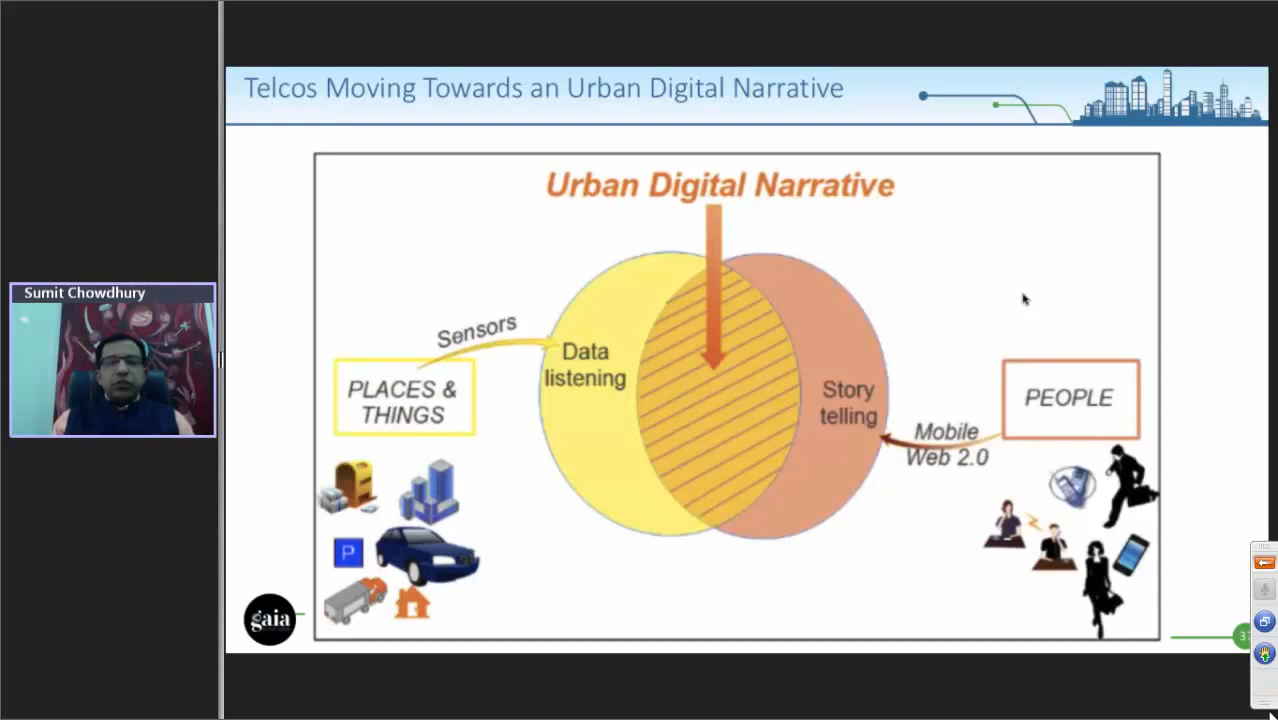 Telcos Moving Towards an Urban Digital Narrative
Urban Digital Narrative
Sumit Chowdhury
Sensors
Data
listening
PLACES &
THINGS
Story
telling
PEOPLE
Mobile
Web 2.0
P
gaia